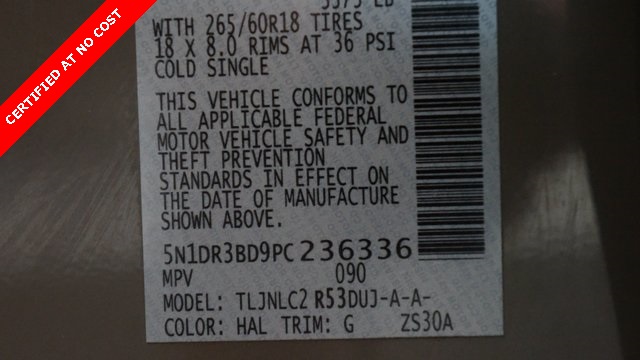 CERTIFIED AT NO COST
WITH 265/60R18 TIRES
18 X 8.0 RIMS AT 36 PSI
COLD SINGLE
THIS VEHICLE CONFORMS TO
ALL APPLICABLE FEDERAL
MOTOR VEHICLE SAFETY AND
THEFT PREVENTION
STANDARDS IN EFFECT ON
THE DATE OF MANUFACTURE
SHOWN ABOVE.
5N1DR3BD9PC236336
MPV 090
MODEL: TLJNLC2 R53DUJ-A-A-
COLOR: HAL TRIM: G ZS30A